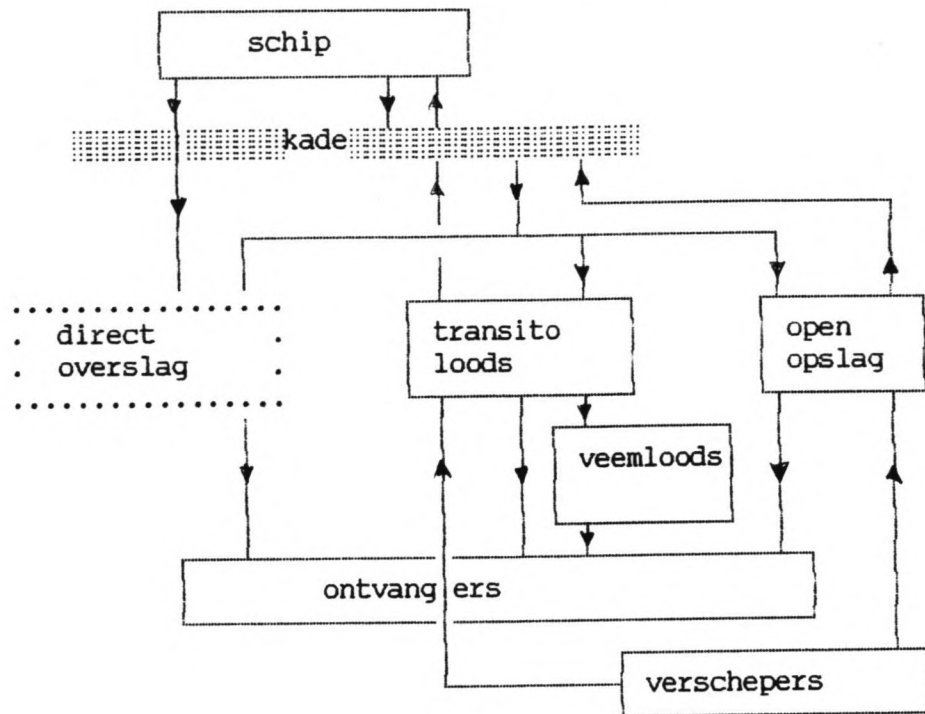 schip
kade
direct
overslag
transito
loods
open
opslag
veemloods
ontvangers
verschepers